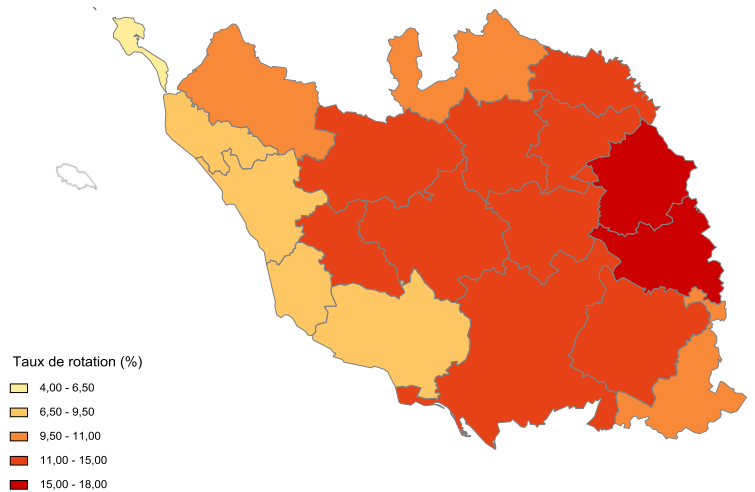 Taux de rotation (%)
4,00 - 6,50
6,50 - 9,50
9,50 - 11,00
11,00 - 15,00
15,00 - 18,00